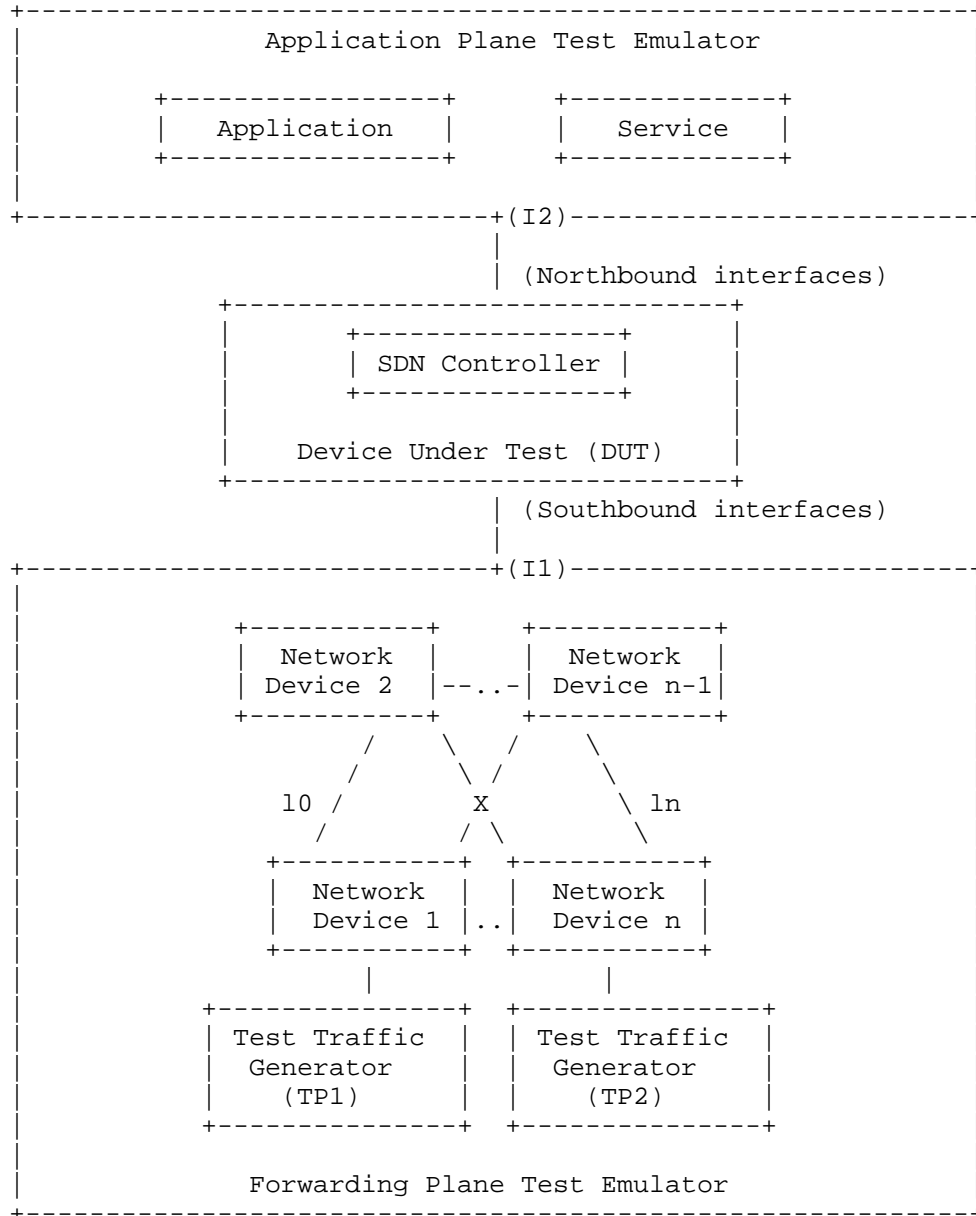 Application Plane Test Emulator
Application Service
(I2)
(Northbound interfaces)
SDN Controller
Device Under Test (DUT)
(Southbound interfaces)
(I1)
Network Network
Device 2 --..- Device n-1
l0 X ln
Network Network
Device 1 .. Device n
Test Traffic Test Traffic
Generator Generator
(TP1) (TP2)
Forwarding Plane Test Emulator